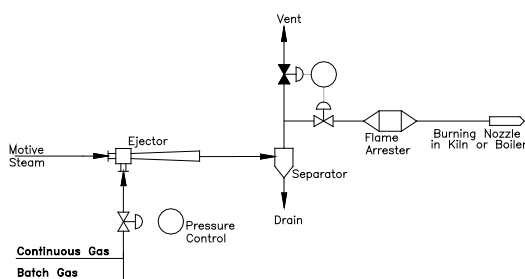 Vent
Ejector
Motive
Steam
Flame
Arrester
Burning Nozzle
in Kiln or Boiler
Separator
Drain
Pressure
Control
Continuous Gas
Batch Gas